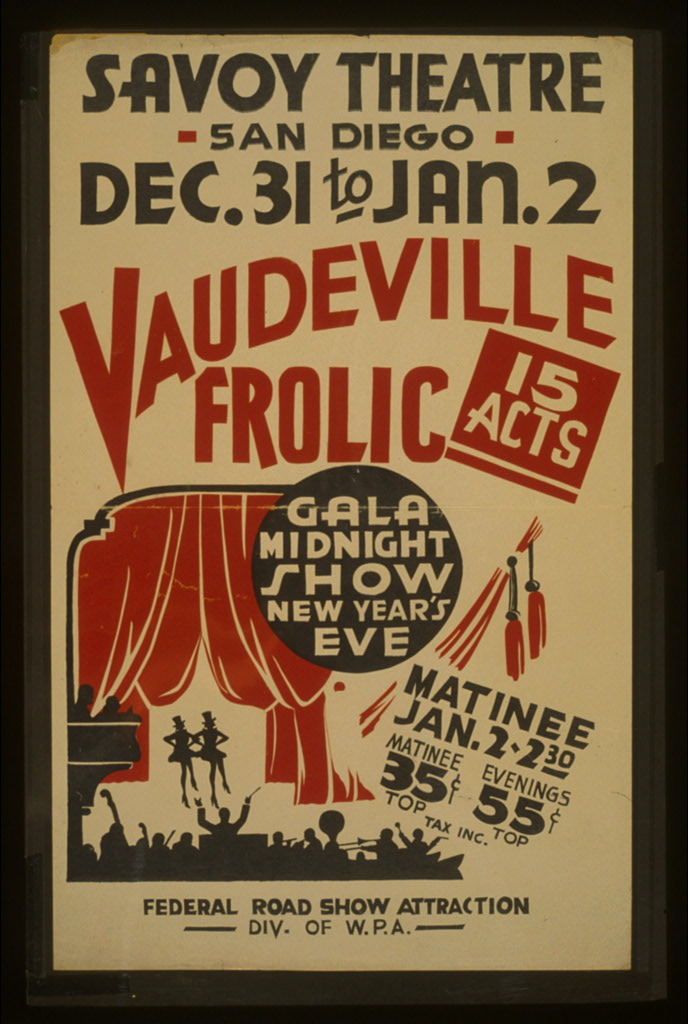 SAVOY THEATRE
SAN DIEGO
DEC. 31 to JAN. 2
VAUDEVILLE
FROLIC
15
ACTS
GALA
MIDNIGHT
SHOW
NEW YEAR'S
EVE
MATINEE
JAN. 2 - 2:30
MATINEE
35¢
TOP
EVENINGS
55¢
TOP
TAX INC.
FEDERAL ROAD SHOW ATTRACTION
DIV. OF W.P.A.